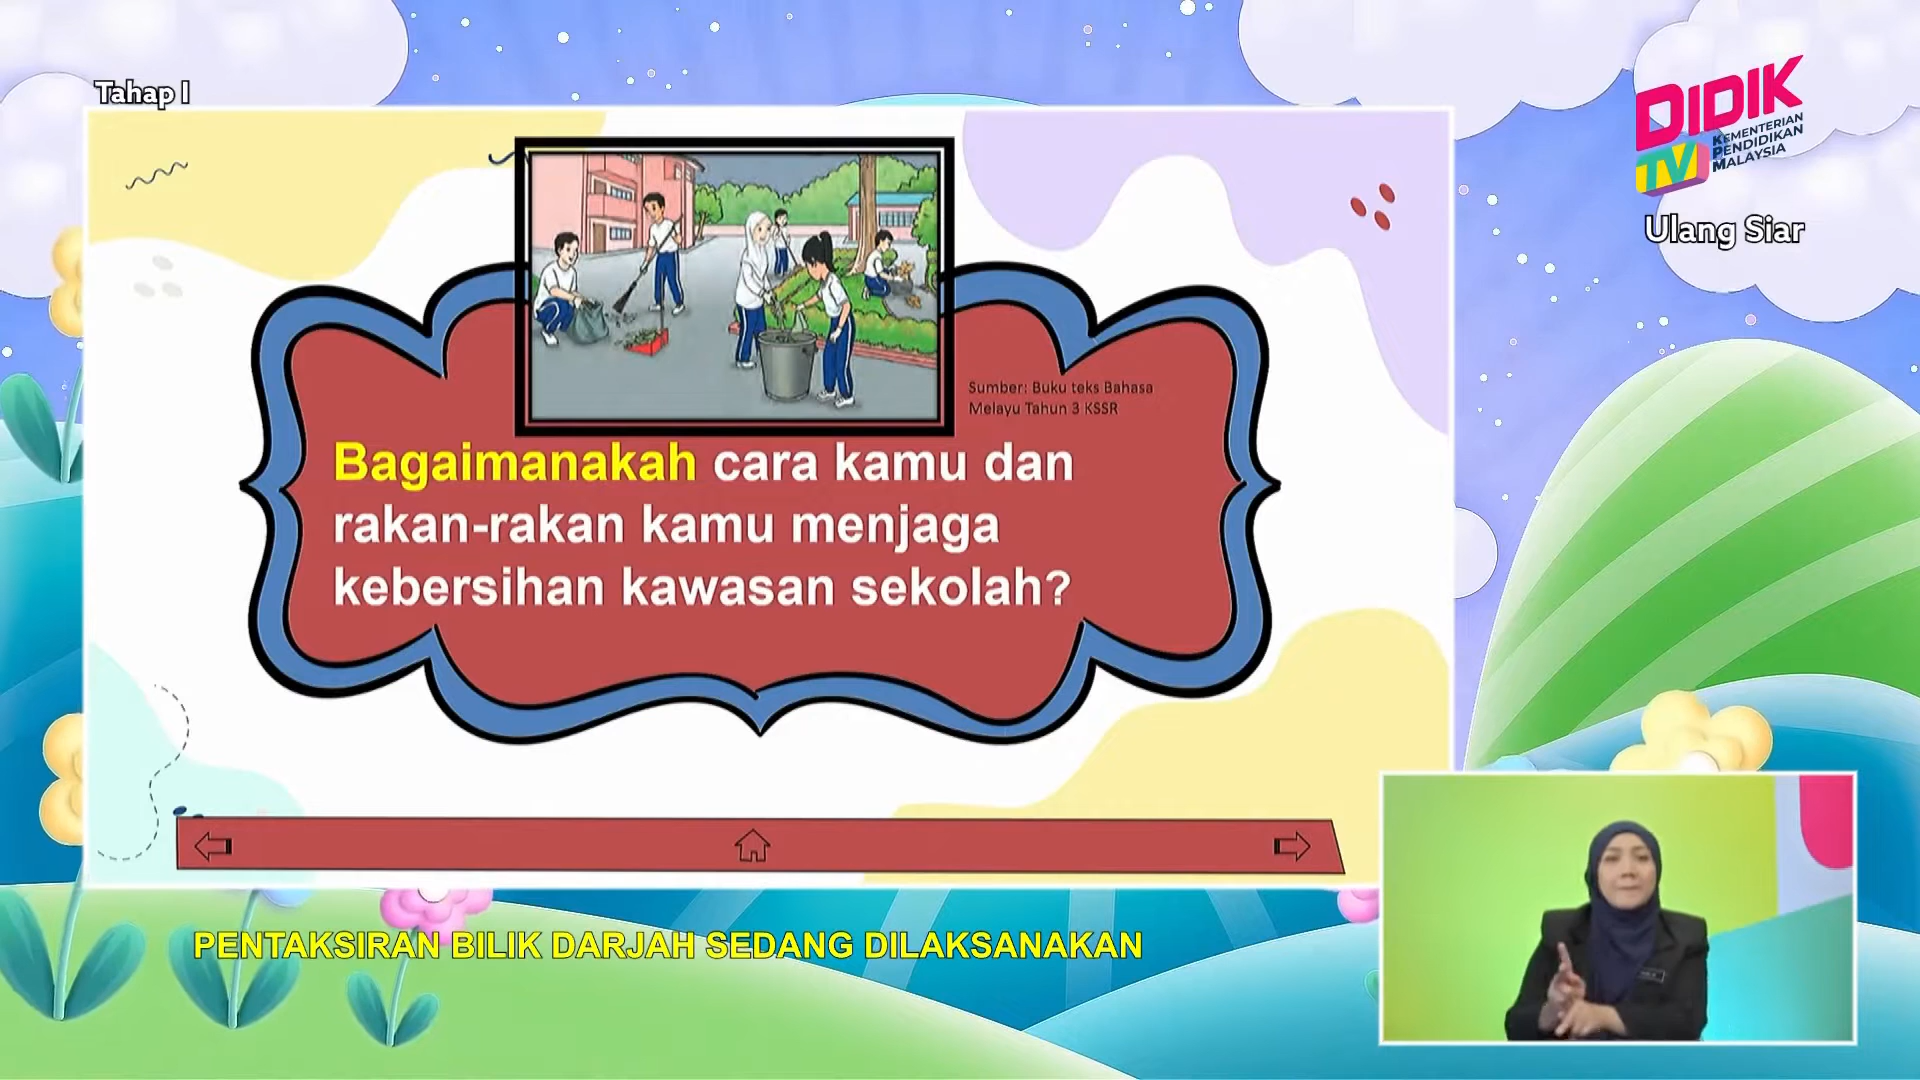 Tahap I
DIDIK
TV
KEMENTERIAN
PENDIDIKAN
MALAYSIA
Ulang Siar
Sumber: Buku teks Bahasa
Melayu Tahun 3 KSSR
Bagaimanakah cara kamu dan
rakan-rakan kamu menjaga
kebersihan kawasan sekolah?
PENTAKSIRAN BILIK DARJAH SEDANG DILAKSANAKAN